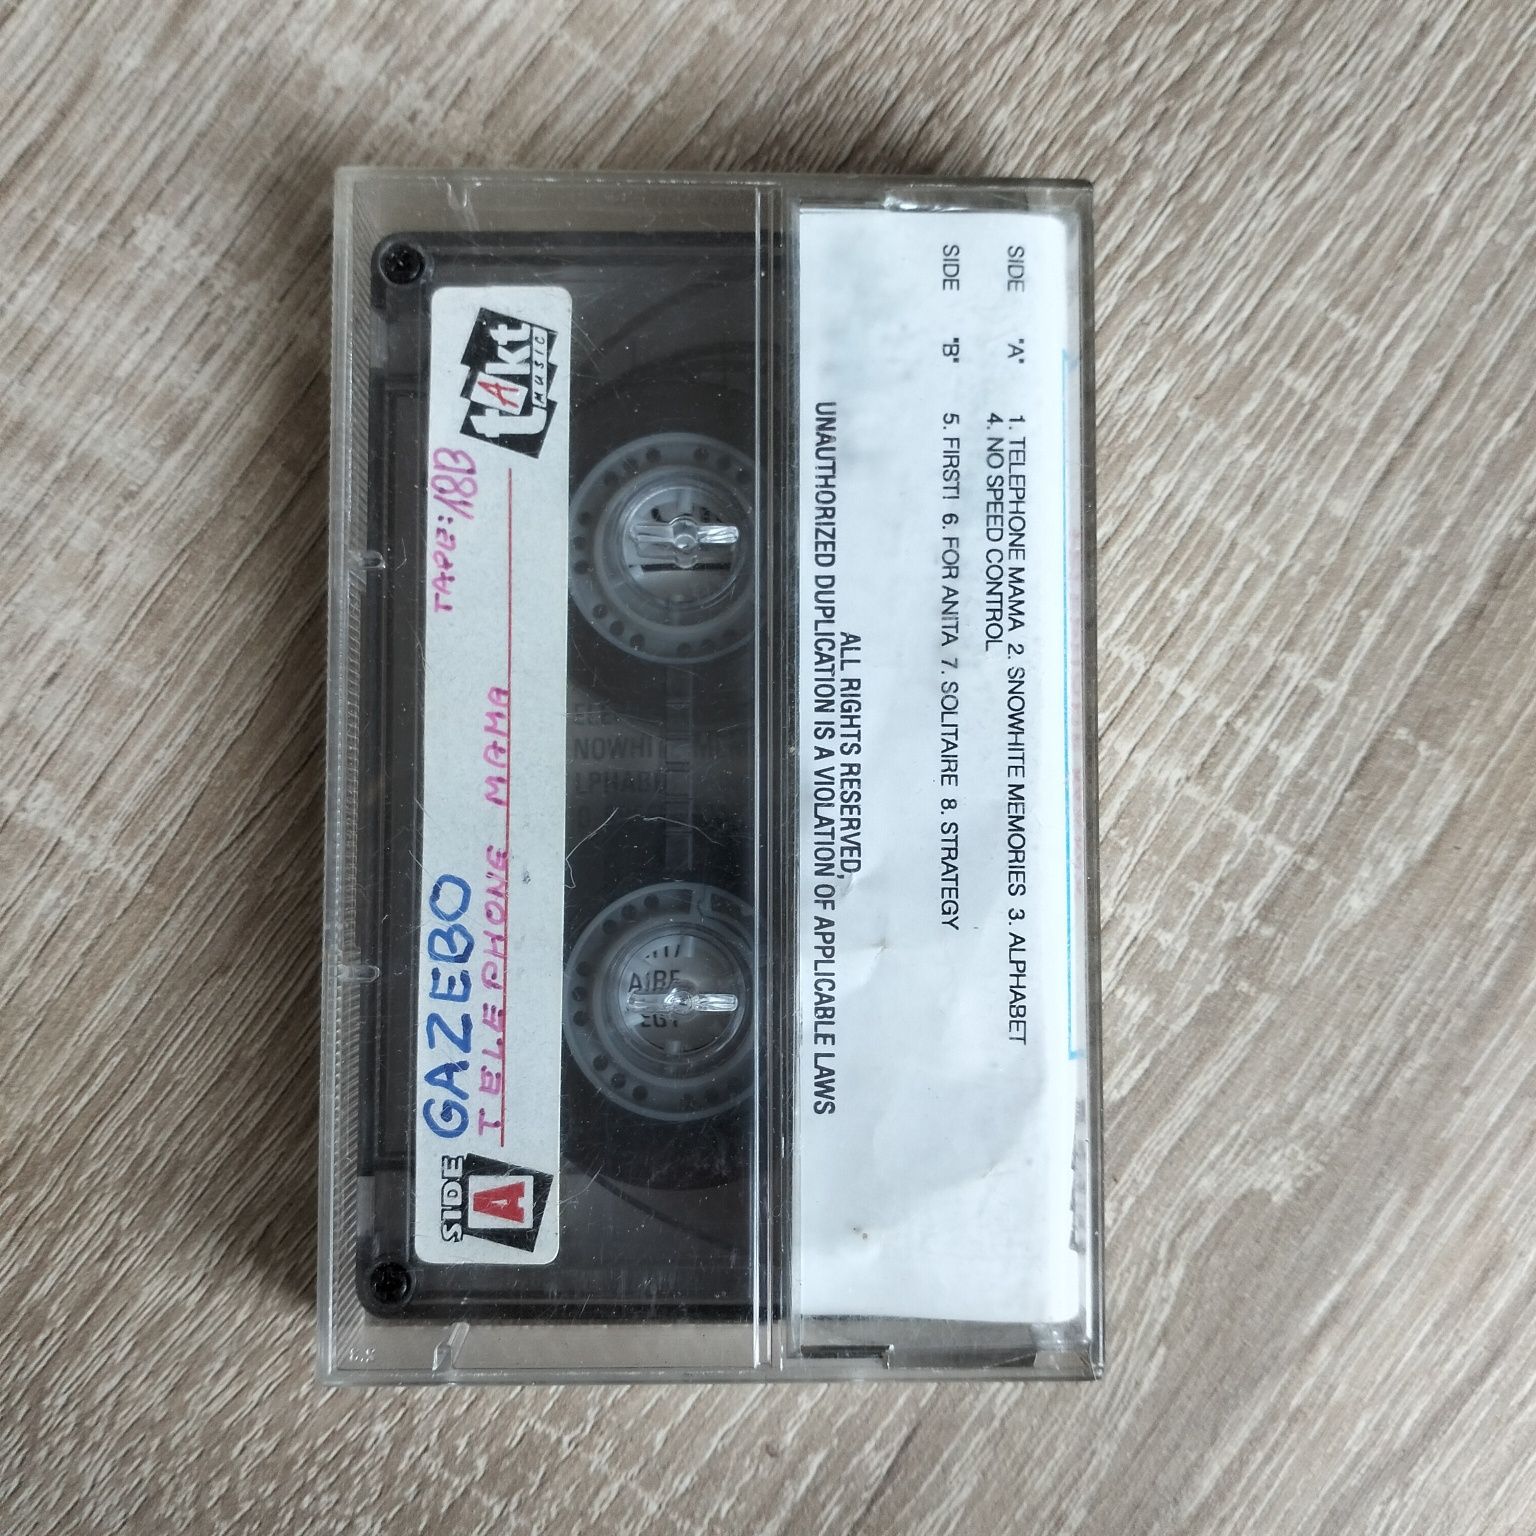 SIDE "A" 1. TELEPHONE MAMA 2. SNOWHITE MEMORIES 3. ALPHABET
4. NO SPEED CONTROL
SIDE "B" 5. FIRST! 6. FOR ANITA 7. SOLITAIRE 8. STRATEGY
ALL RIGHTS RESERVED,
UNAUTHORIZED DUPLICATION IS A VIOLATION OF APPLICABLE LAWS
SIDE
A
GAZEBO
TELEPHONE MAMA
TAPE:
tAkt
MUSIC